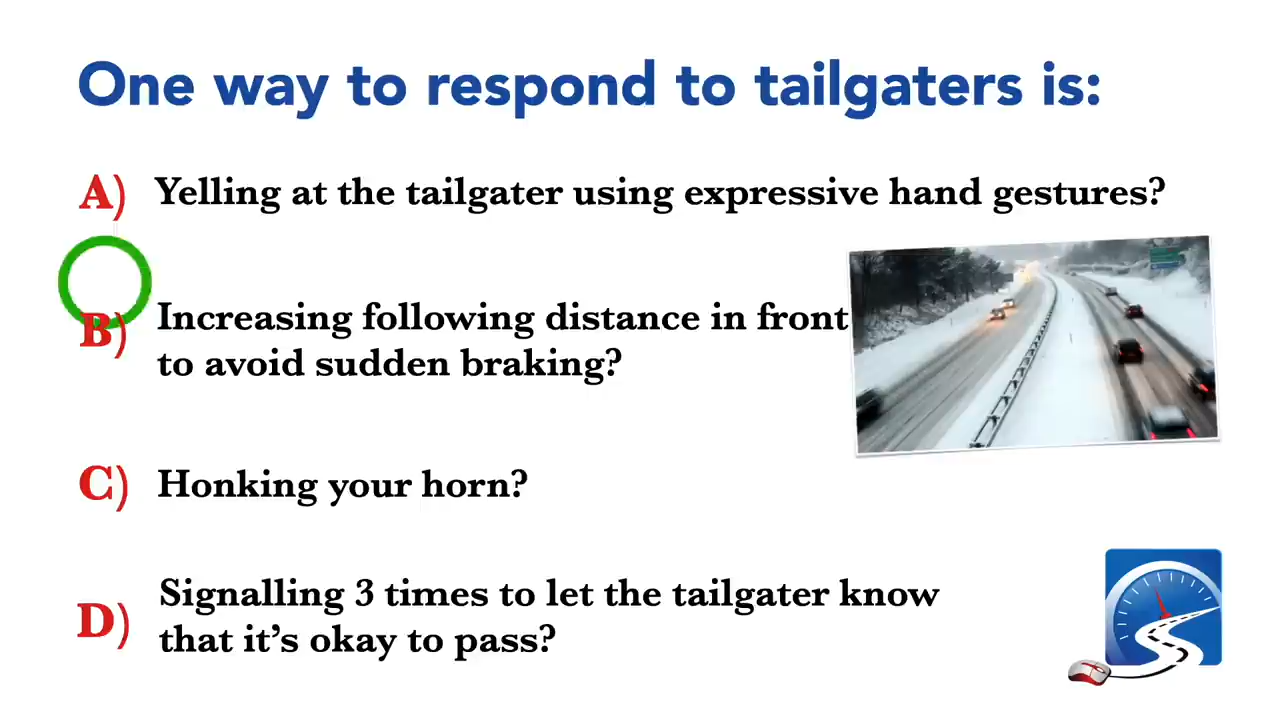 One way to respond to tailgaters is:
A) Yelling at the tailgater using expressive hand gestures?
B) Increasing following distance in front
to avoid sudden braking?
C) Honking your horn?
D) Signalling 3 times to let the tailgater know
that it's okay to pass?